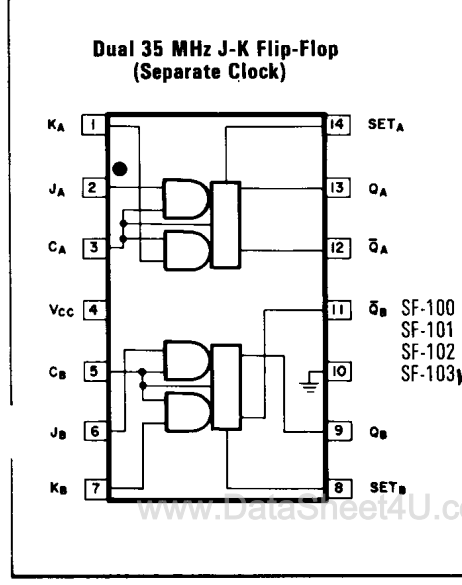 Dual 35 MHz J-K Flip-Flop
(Separate Clock)
KA 1
14 SETA
JA 2
13 QA
CA 3
12 Q̅A
VCC 4
11 Q̅B SF-100
SF-101
SF-102
SF-103
CB 5
10
JB 6
9 QB
KB 7
8 SETB
www.DataSheet4U.co